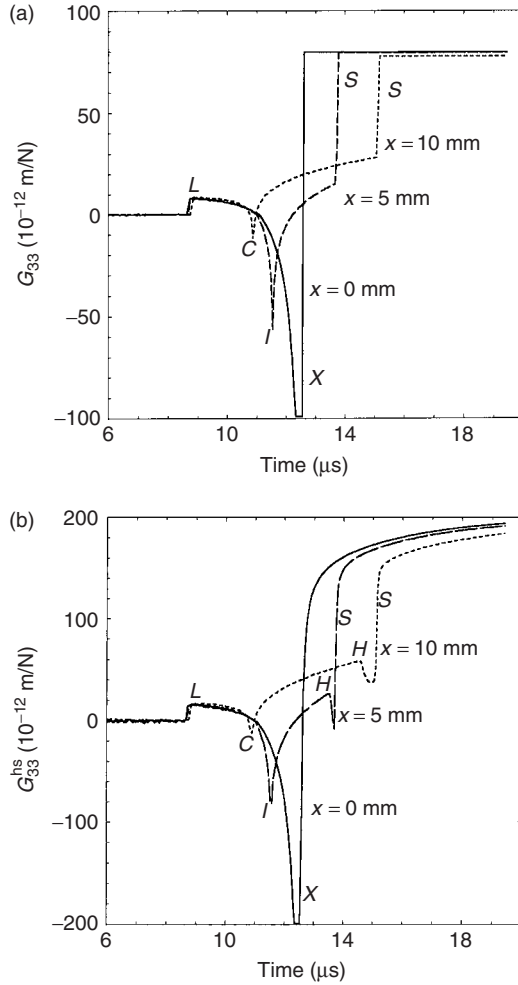 (a)
100
50
0
−50
−100
G33 (10−12 m/N)
L
C
I
X
S
S
x = 10 mm
x = 5 mm
x = 0 mm
6
10
14
18
Time (μs)
(b)
200
100
0
−100
−200
G33hs (10−12 m/N)
L
C
I
X
H
H
S
S
x = 10 mm
x = 5 mm
x = 0 mm
6
10
14
18
Time (μs)